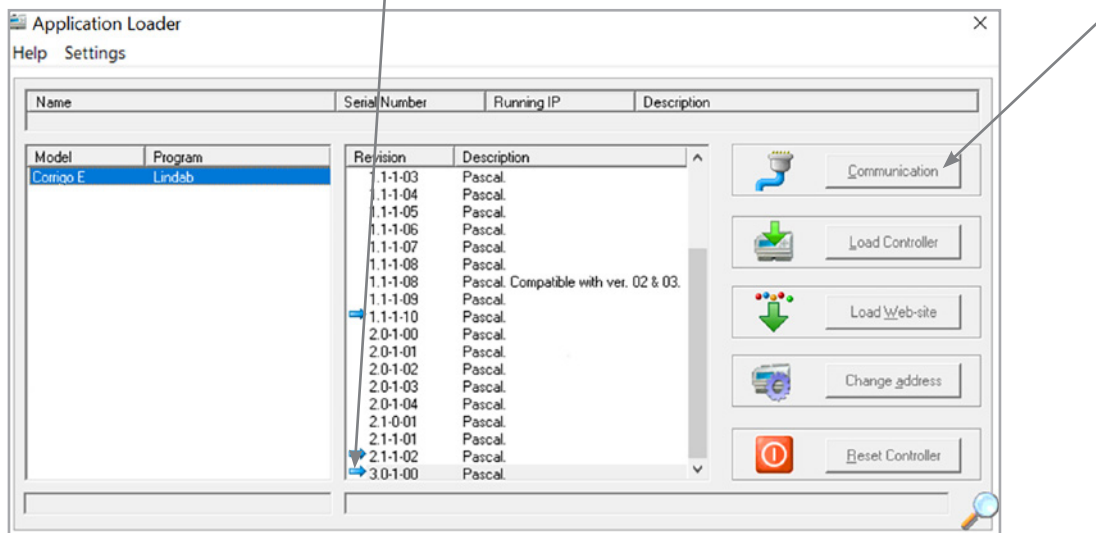 Application Loader
Help Settings
Name Serial Number Running IP Description
Model Program
Corrigo E Lindab
Revision Description
1.1-1-03 Pascal.
1.1-1-04 Pascal.
1.1-1-05 Pascal.
1.1-1-06 Pascal.
1.1-1-07 Pascal.
1.1-1-08 Pascal.
1.1-1-08 Pascal. Compatible with ver. 02 & 03.
1.1-1-09 Pascal.
1.1-1-10 Pascal.
2.0-1-00 Pascal.
2.0-1-01 Pascal.
2.0-1-02 Pascal.
2.0-1-03 Pascal.
2.0-1-04 Pascal.
2.1-0-01 Pascal.
2.1-1-01 Pascal.
2.1-1-02 Pascal.
3.0-1-00 Pascal.
Communication
Load Controller
Load Web-site
Change address
Reset Controller